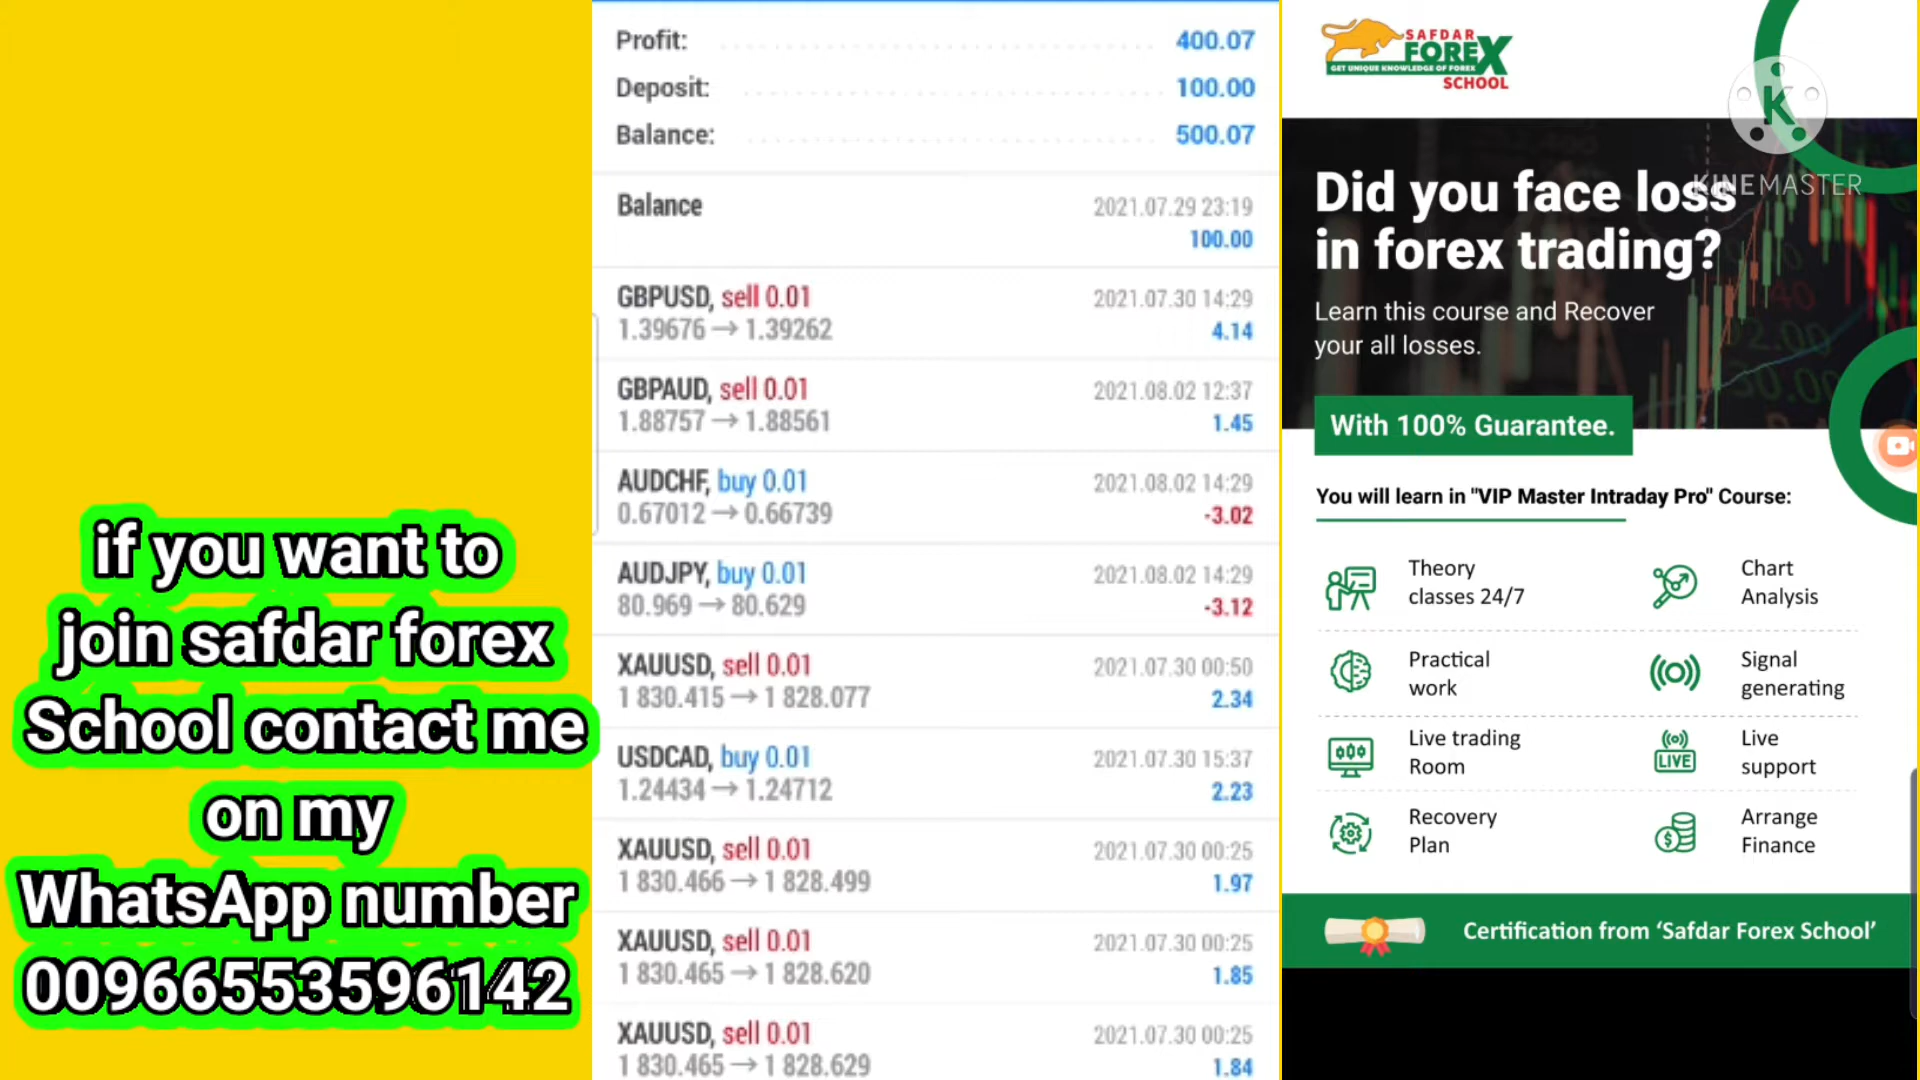 if you want to
join safdar forex
School contact me
on my
WhatsApp number
00966553596142
Profit: 400.07
Deposit: 100.00
Balance: 500.07
Balance 2021.07.29 23:19
100.00
GBPUSD, sell 0.01 2021.07.30 14:29
1.39676 → 1.39262 4.14
GBPAUD, sell 0.01 2021.08.02 12:37
1.88757 → 1.88561 1.45
AUDCHF, buy 0.01 2021.08.02 14:29
0.67012 → 0.66739 -3.02
AUDJPY, buy 0.01 2021.08.02 14:29
80.969 → 80.629 -3.12
XAUUSD, sell 0.01 2021.07.30 00:50
1 830.415 → 1 828.077 2.34
USDCAD, buy 0.01 2021.07.30 15:37
1.24434 → 1.24712 2.23
XAUUSD, sell 0.01 2021.07.30 00:25
1 830.466 → 1 828.499 1.97
XAUUSD, sell 0.01 2021.07.30 00:25
1 830.465 → 1 828.620 1.85
XAUUSD, sell 0.01 2021.07.30 00:25
1 830.465 → 1 828.629 1.84
SAFDAR
FOREX
GET UNIQUE KNOWLEDGE OF FOREX
SCHOOL
K
KINEMASTER
Did you face loss
in forex trading?
Learn this course and Recover
your all losses.
With 100% Guarantee.
You will learn in "VIP Master Intraday Pro" Course:
Theory
classes 24/7
Chart
Analysis
Practical
work
Signal
generating
Live trading
Room
LIVE
Live
support
Recovery
Plan
Arrange
Finance
Certification from ‘Safdar Forex School’